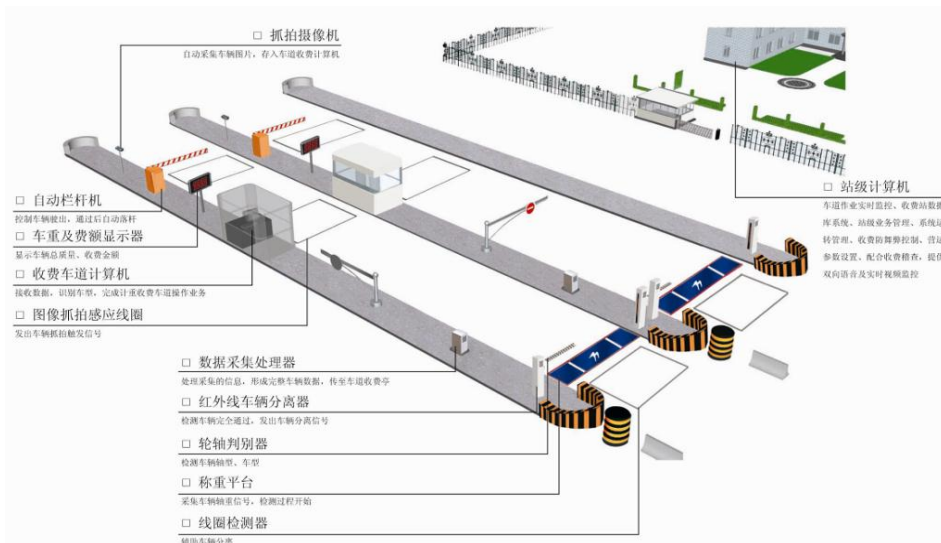 □ 抓拍摄像机
自动采集车辆图片，存入车道收费计算机
□ 自动栏杆机
控制车辆驶出，通过后自动落杆
□ 车重及费额显示器
显示车辆总质量、收费金额
□ 收费车道计算机
接收数据，识别车型，完成计重收费车道操作业务
□ 图像抓拍感应线圈
发出车辆抓拍触发信号
□ 数据采集处理器
处理采集的信息，形成完整车辆数据，传至车道收费亭
□ 红外线车辆分离器
检测车辆完全通过，发出车辆分离信号
□ 轮轴判别器
检测车辆轴型、车型
□ 称重平台
采集车辆轴重信号，检测过程开始
□ 线圈检测器
辅助车辆分离
□ 站级计算机
车道作业实时监控、收费站数据
库系统、站级业务管理、系统运
转管理、收费防舞弊控制、营运
参数设置、配合收费稽查，提供
双向语音及实时视频监控